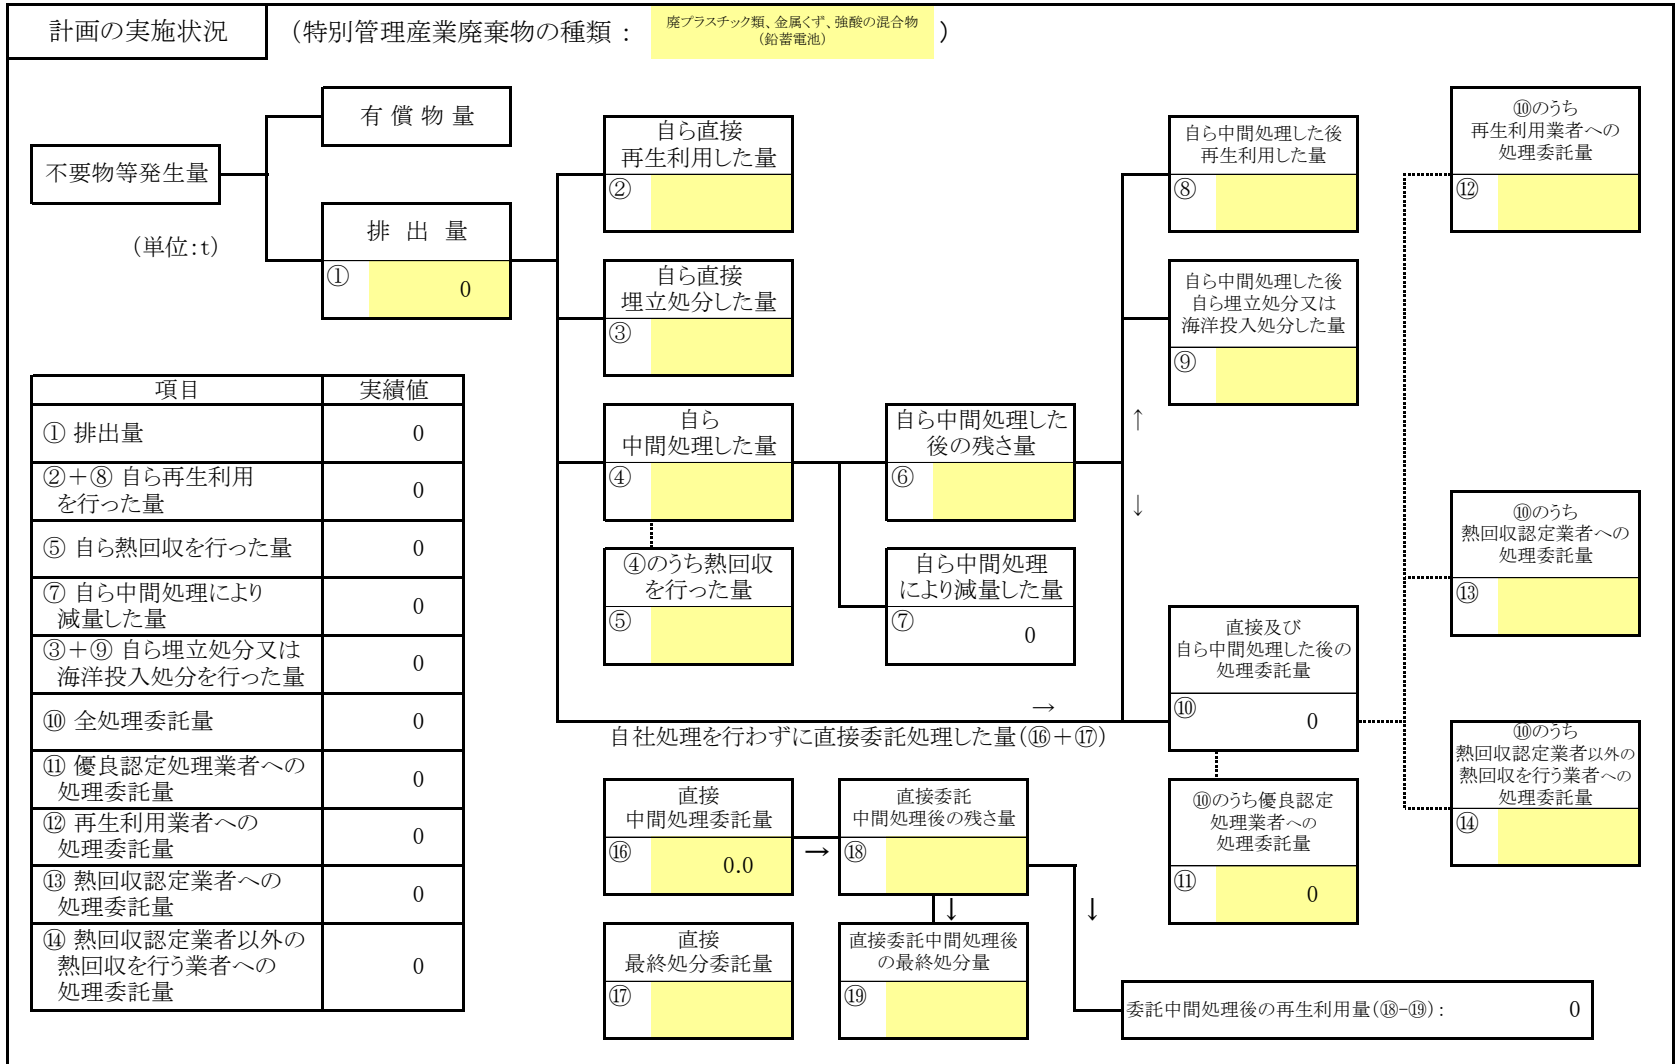 計画の実施状況
（特別管理産業廃棄物の種類：
廃プラスチック類、金属くず、強酸の混合物
（鉛蓄電池）
）
不要物等発生量
（単位：t）
有 償 物 量
排 出 量
①
0
自ら直接
再生利用した量
②
自ら直接
埋立処分した量
③
自ら
中間処理した量
④
④のうち熱回収
を行った量
⑤
自ら中間処理した
後の残さ量
⑥
自ら中間処理
により減量した量
⑦
0
自ら中間処理した後
再生利用した量
⑧
自ら中間処理した後
自ら埋立処分又は
海洋投入処分した量
⑨
↑
↓
直接及び
自ら中間処理した後の
処理委託量
⑩
0
→
自社処理を行わずに直接委託処理した量（⑯＋⑰）
⑩のうち優良認定
処理業者への
処理委託量
⑪
0
⑩のうち
再生利用業者への
処理委託量
⑫
⑩のうち
熱回収認定業者への
処理委託量
⑬
⑩のうち
熱回収認定業者以外の
熱回収を行う業者への
処理委託量
⑭
直接
中間処理委託量
⑯
0.0
→
直接委託
中間処理後の残さ量
⑱
↓
↓
直接
最終処分委託量
⑰
直接委託中間処理後
の最終処分量
⑲
委託中間処理後の再生利用量（⑱-⑲）：
0
項目 実績値
① 排出量 0
②＋⑧ 自ら再生利用
を行った量
0
⑤ 自ら熱回収を行った量 0
⑦ 自ら中間処理により
減量した量
0
③＋⑨ 自ら埋立処分又は
海洋投入処分を行った量
0
⑩ 全処理委託量 0
⑪ 優良認定処理業者への
処理委託量
0
⑫ 再生利用業者への
処理委託量
0
⑬ 熱回収認定業者への
処理委託量
0
⑭ 熱回収認定業者以外の
熱回収を行う業者への
処理委託量
0